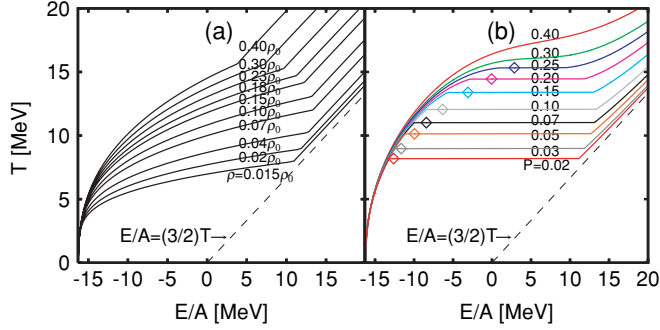 20
15
10
5
0
T [MeV]
(a)
0.40ρ₀
0.30ρ₀
0.23ρ₀
0.18ρ₀
0.15ρ₀
0.10ρ₀
0.07ρ₀
0.04ρ₀
0.02ρ₀
ρ=0.015ρ₀
E/A=(3/2)T→
-15 -10 -5 0 5 10 15
E/A [MeV]
(b)
0.40
0.30
0.25
0.20
0.15
0.10
0.07
0.05
0.03
P=0.02
E/A=(3/2)T→
-15 -10 -5 0 5 10 15 20
E/A [MeV]